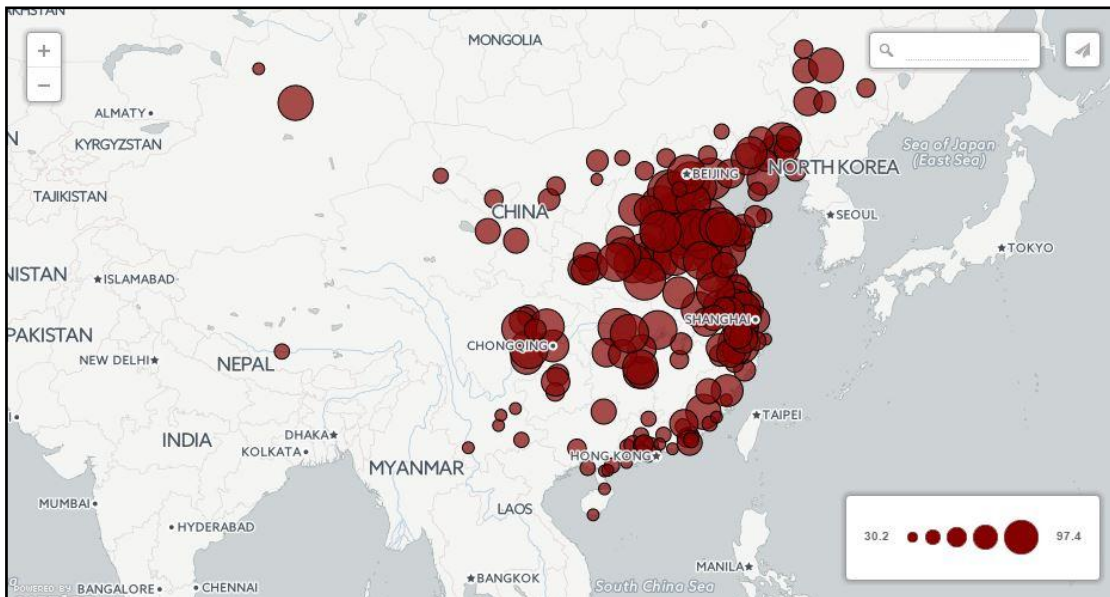 MONGOLIA
+
−
ALMATY
KYRGYZSTAN
N
Sea of Japan
(East Sea)
BEIJING
NORTH KOREA
TAJIKISTAN
CHINA
SEOUL
TOKYO
NISTAN
ISLAMABAD
SHANGHAI
PAKISTAN
CHONGQING
NEW DELHI
NEPAL
TAIPEI
INDIA
DHAKA
KOLKATA
HONG KONG
MYANMAR
MUMBAI
LAOS
HYDERABAD
30.2
97.4
MANILA
BANGKOK
POWERED BY
BANGALORE
CHENNAI
South China Sea